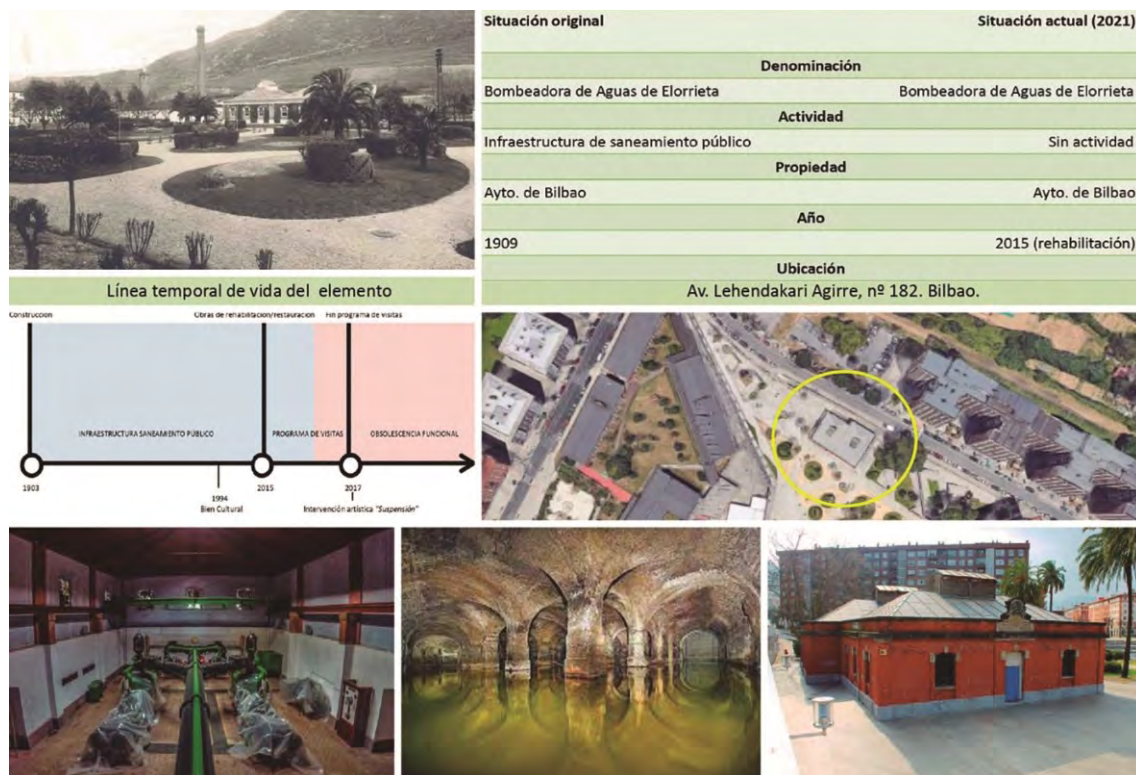 Situación original Situación actual (2021)
Denominación
Bombeadora de Aguas de Elorrieta Bombeadora de Aguas de Elorrieta
Actividad
Infraestructura de saneamiento público Sin actividad
Propiedad
Ayto. de Bilbao Ayto. de Bilbao
Año
1909 2015 (rehabilitación)
Ubicación
Av. Lehendakari Agirre, nº 182. Bilbao.
Línea temporal de vida del elemento
Construccion Obras de rehabilitacion/restauración Fin programa de visitas
INFRAESTRUCTURA SANEAMIENTO PÚBLICO PROGRAMA DE VISITAS OBSOLESCENCIA FUNCIONAL
1903 2015 2017
1994
Bien Cultural
Intervención artística "Suspensión"